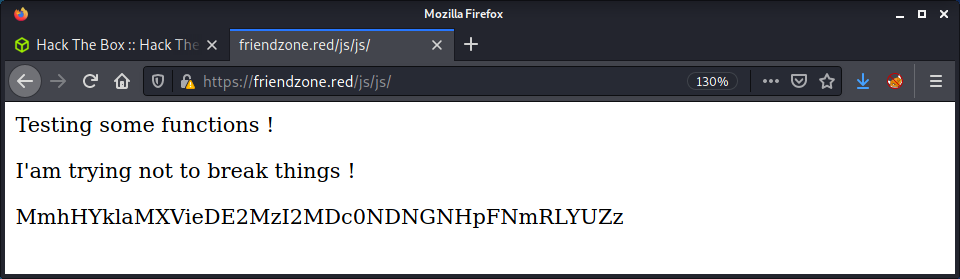 Mozilla Firefox
Hack The Box :: Hack The
friendzone.red/js/js/
https://friendzone.red/js/js/
130%
Testing some functions !
I'am trying not to break things !
MmhHYklaMXVieDE2MzI2MDc0NDNGNHpFNmRLYUZz